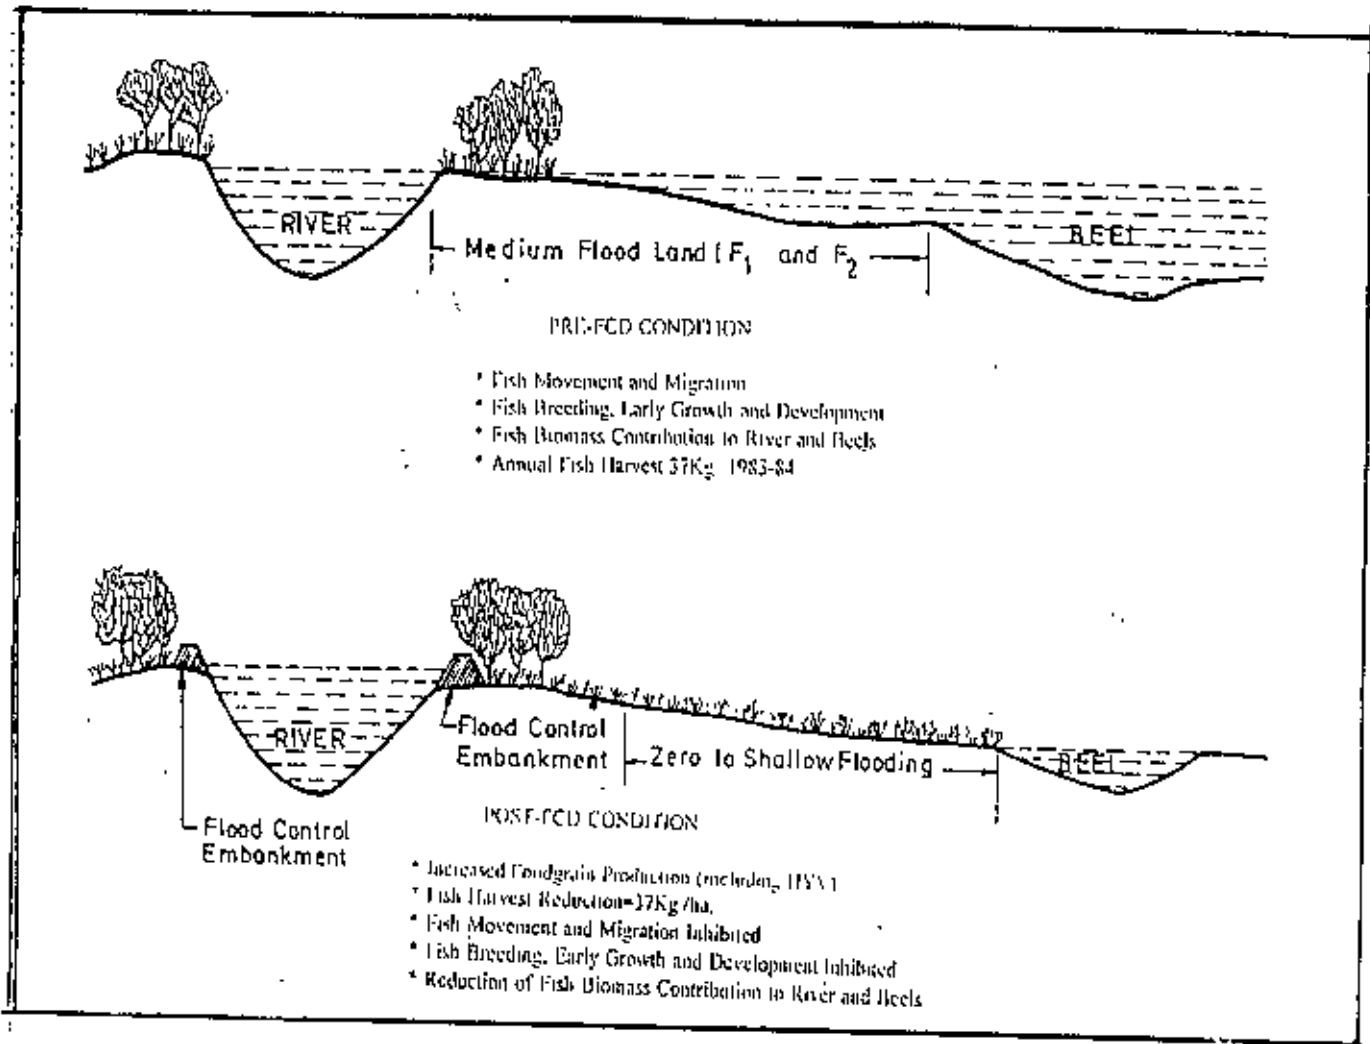 RIVER
Medium Flood Land ( F1 and F2
BEEL
PRE-FCD CONDITION
* Fish Movement and Migration
* Fish Breeding, Early Growth and Development
* Fish Biomass Contribution to River and Beels
* Annual Fish Harvest 37Kg 1983-84
RIVER
Flood Control
Embankment
Zero to Shallow Flooding
BEEL
Flood Control
Embankment
POST-FCD CONDITION
* Increased Foodgrain Production (including HYV)
* Fish Harvest Reduction=37Kg/ha.
* Fish Movement and Migration Inhibited
* Fish Breeding, Early Growth and Development Inhibited
* Reduction of Fish Biomass Contribution to River and Beels